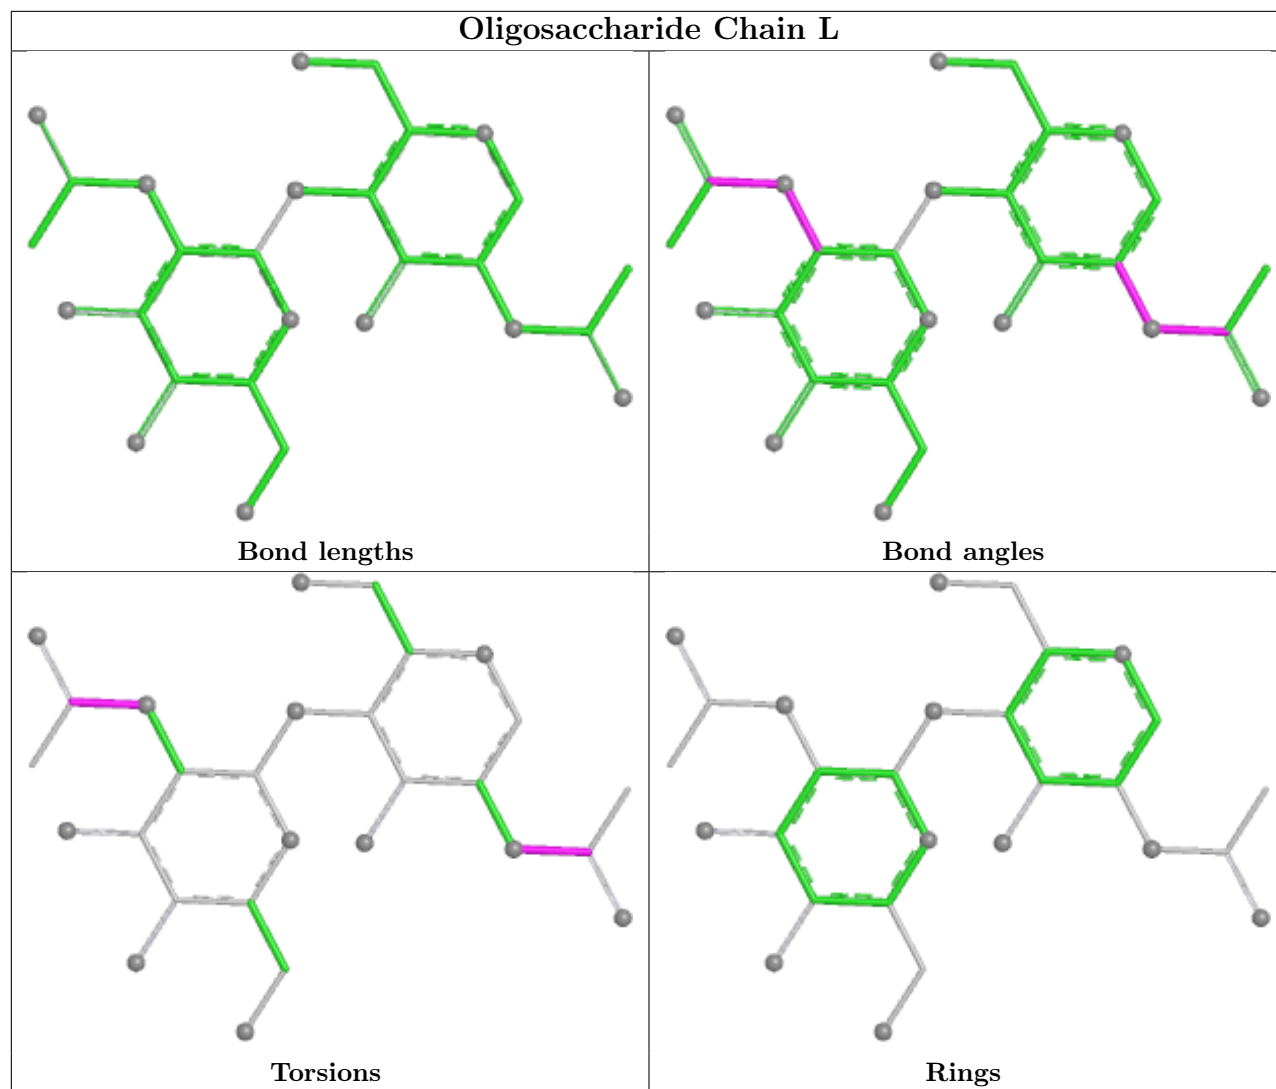 Oligosaccharide Chain L
Bond lengths
Bond angles
Torsions
Rings